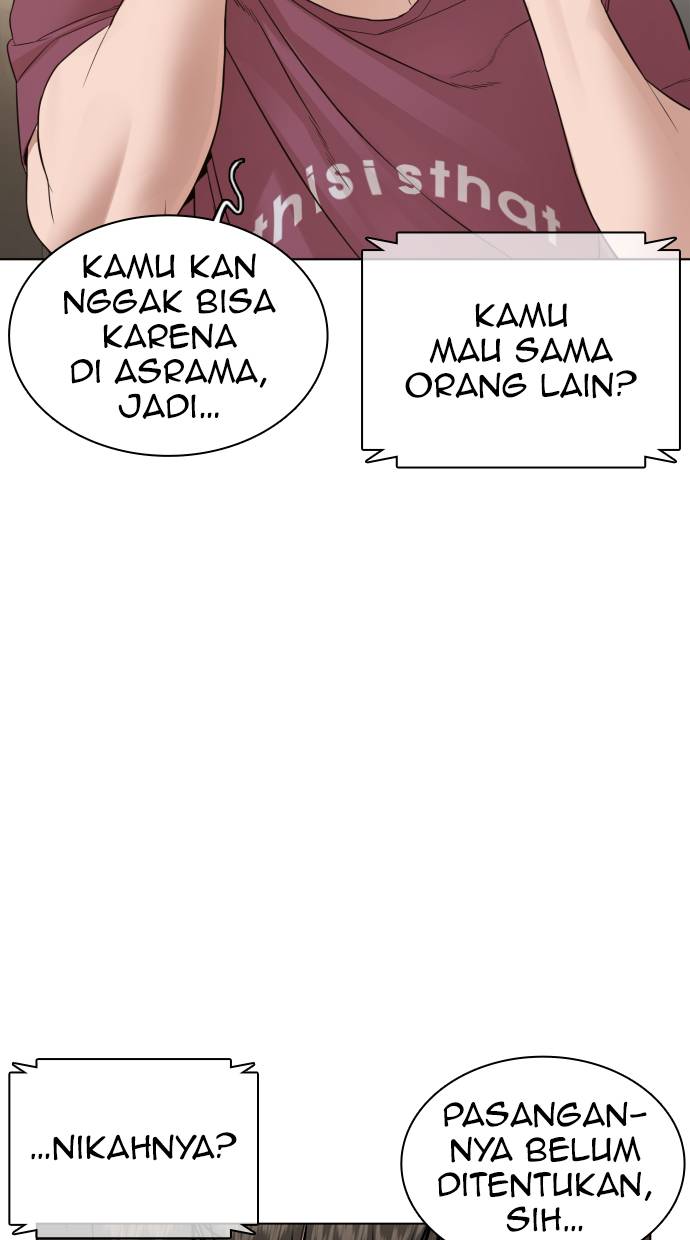 thisisthat
KAMU KAN
NGGAK BISA
KARENA
DI ASRAMA,
JADI...
KAMU
MAU SAMA
ORANG LAIN?
...NIKAHNYA?
PASANGAN-
NYA BELUM
DITENTUKAN,
SIH...